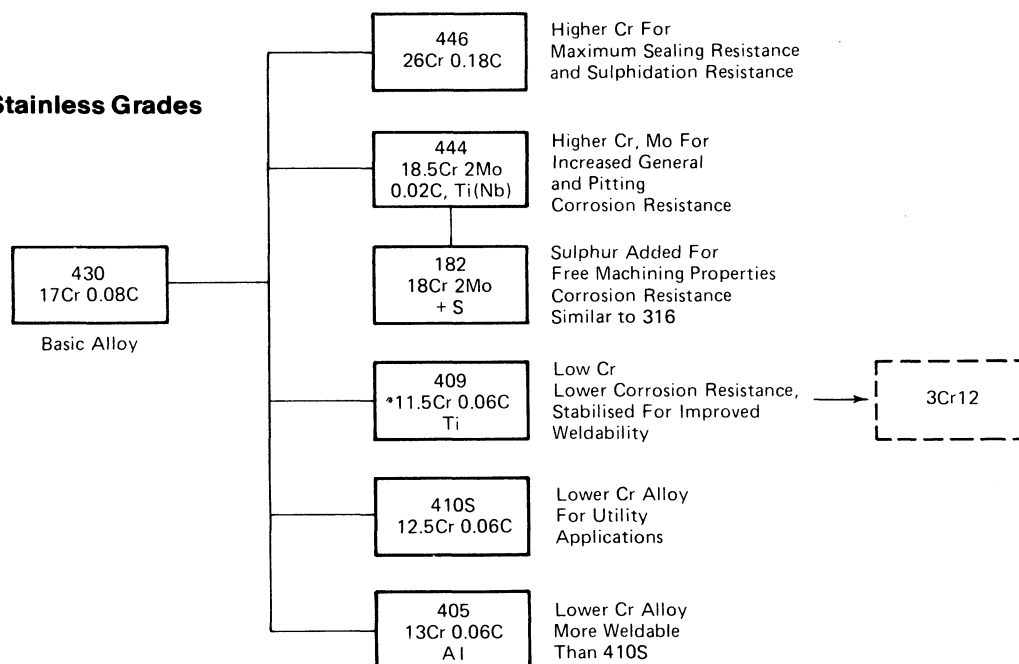 446
26Cr 0.18C
Higher Cr For
Maximum Sealing Resistance
and Sulphidation Resistance
Stainless Grades
444
18.5Cr 2Mo
0.02C, Ti(Nb)
Higher Cr, Mo For
Increased General
and Pitting
Corrosion Resistance
430
17Cr 0.08C
Basic Alloy
182
18Cr 2Mo
+ S
Sulphur Added For
Free Machining Properties
Corrosion Resistance
Similar to 316
409
*11.5Cr 0.06C
Ti
Low Cr
Lower Corrosion Resistance,
Stabilised For Improved
Weldability
3Cr12
410S
12.5Cr 0.06C
Lower Cr Alloy
For Utility
Applications
405
13Cr 0.06C
Al
Lower Cr Alloy
More Weldable
Than 410S